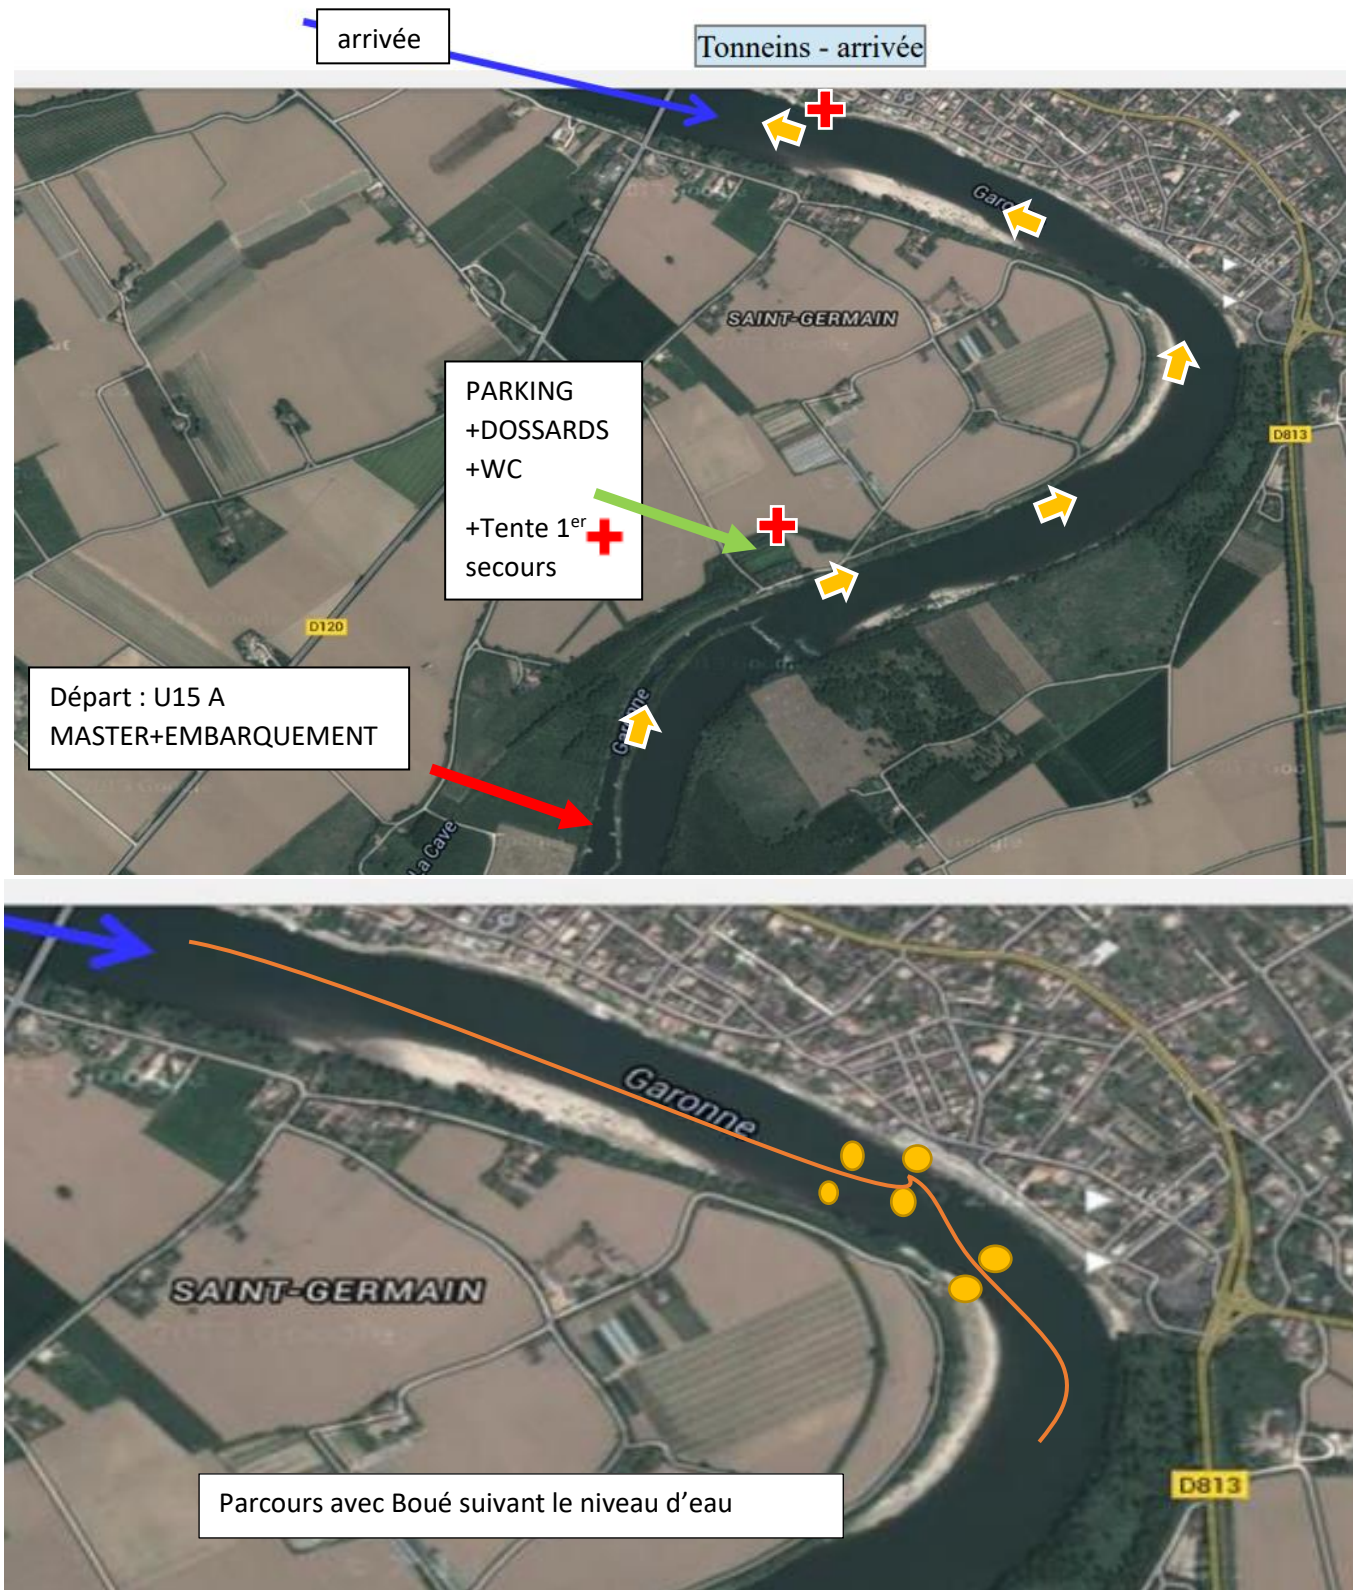 arrivée
Tonneins - arrivée
Garonne
SAINT-GERMAIN
PARKING
+DOSSARDS
+WC
+Tente 1er
secours
D813
D120
Départ : U15 A
MASTER+EMBARQUEMENT
Garonne
La Cave
Garonne
SAINT-GERMAIN
D813
Parcours avec Boué suivant le niveau d'eau